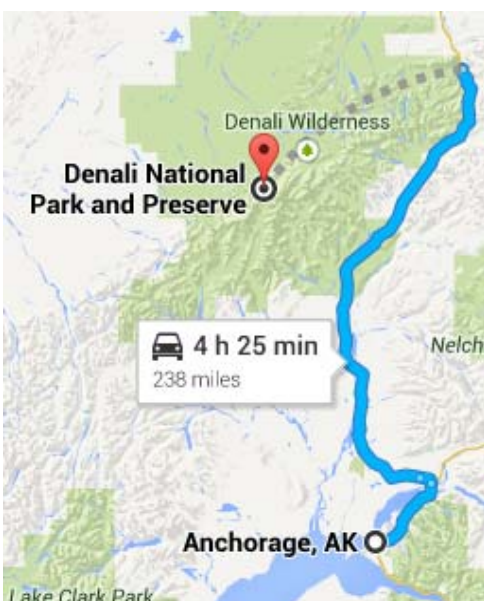 Denali Wilderness
Denali National
Park and Preserve
4 h 25 min
238 miles
Nelch
Anchorage, AK
Lake Clark Park